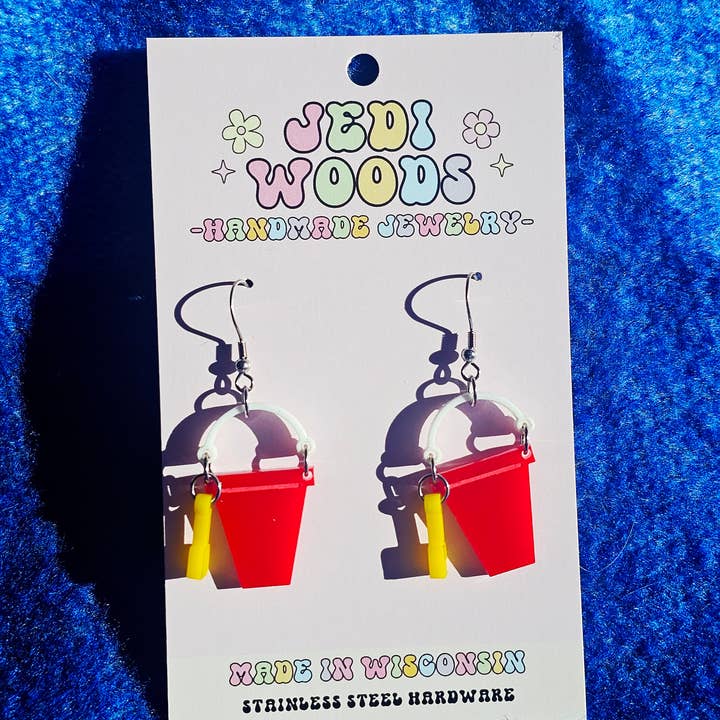 JEDI
WOODS
-HANDMADE JEWELRY-
MADE IN WISCONSIN
STAINLESS STEEL HARDWARE